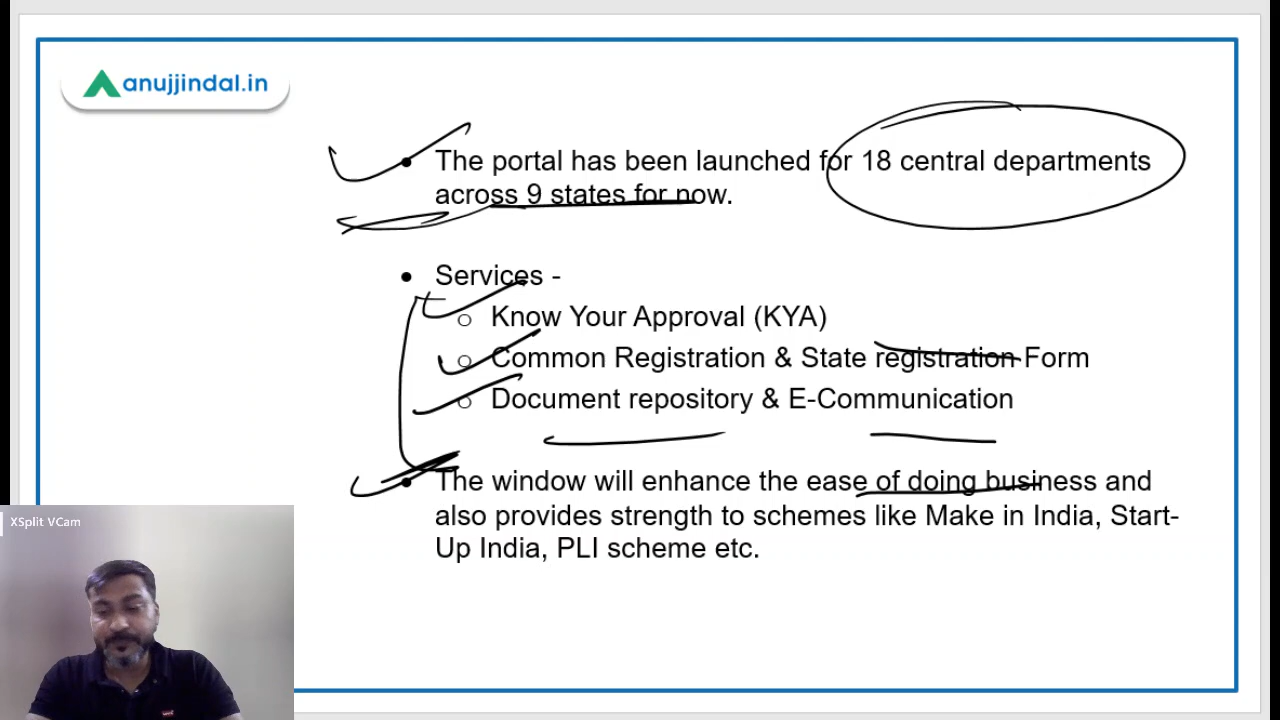 anujjindal.in
• The portal has been launched for 18 central departments
across 9 states for now.
• Services -
o Know Your Approval (KYA)
o Common Registration & State registration Form
o Document repository & E-Communication
• The window will enhance the ease of doing business and
also provides strength to schemes like Make in India, Start-
Up India, PLI scheme etc.
XSplit VCam